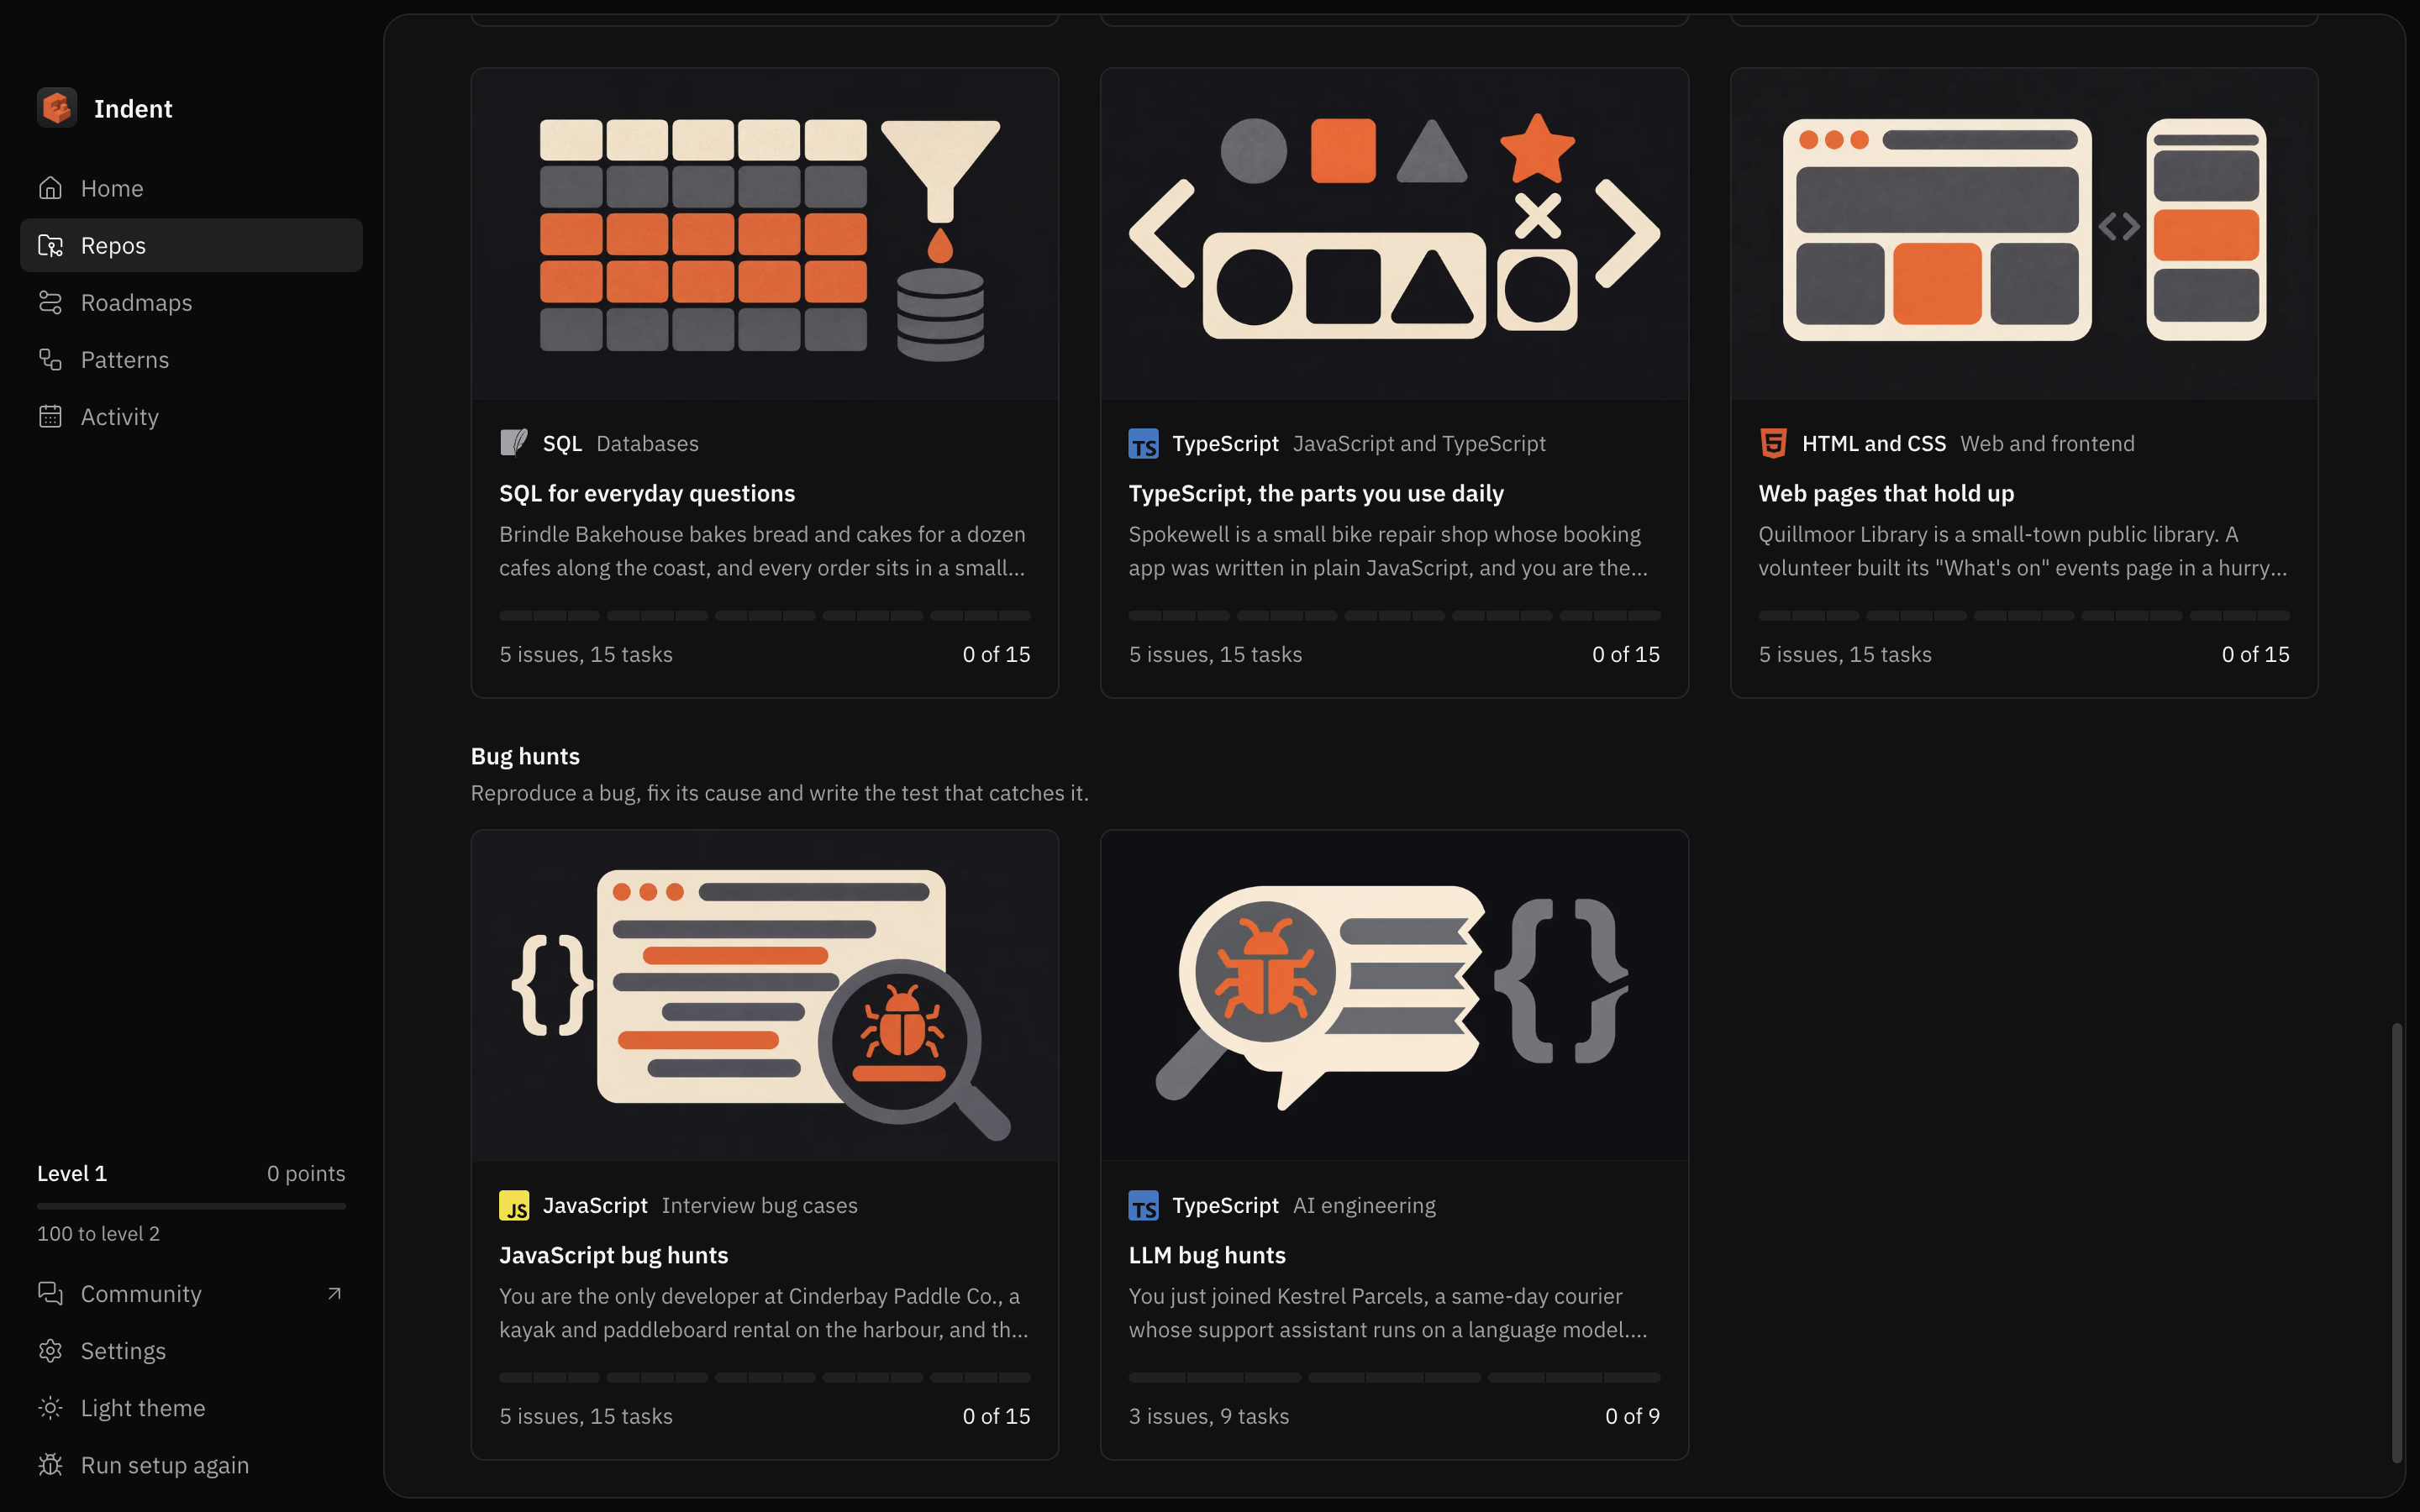 Indent
Home
Repos
Roadmaps
Patterns
Activity
Level 1 0 points
100 to level 2
Community
Settings
Light theme
Run setup again
SQL Databases
SQL for everyday questions
Brindle Bakehouse bakes bread and cakes for a dozen
cafes along the coast, and every order sits in a small...
5 issues, 15 tasks 0 of 15
TS TypeScript JavaScript and TypeScript
TypeScript, the parts you use daily
Spokewell is a small bike repair shop whose booking
app was written in plain JavaScript, and you are the...
5 issues, 15 tasks 0 of 15
5 HTML and CSS Web and frontend
Web pages that hold up
Quillmoor Library is a small-town public library. A
volunteer built its "What's on" events page in a hurry...
5 issues, 15 tasks 0 of 15
Bug hunts
Reproduce a bug, fix its cause and write the test that catches it.
{}
JS JavaScript Interview bug cases
JavaScript bug hunts
You are the only developer at Cinderbay Paddle Co., a
kayak and paddleboard rental on the harbour, and th...
5 issues, 15 tasks 0 of 15
{}
TS TypeScript AI engineering
LLM bug hunts
You just joined Kestrel Parcels, a same-day courier
whose support assistant runs on a language model....
3 issues, 9 tasks 0 of 9